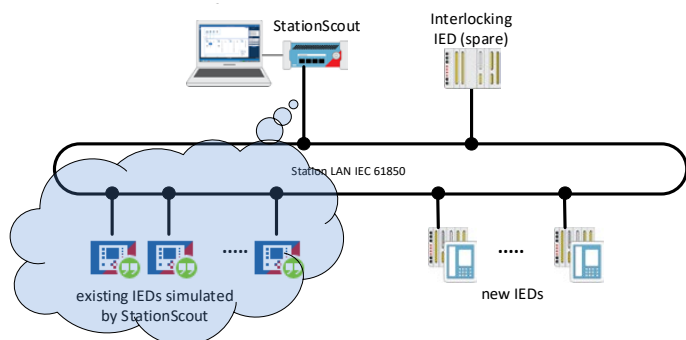 StationScout
Interlocking
IED (spare)
Station LAN IEC 61850
.....
.....
existing IEDs simulated
by StationScout
new IEDs